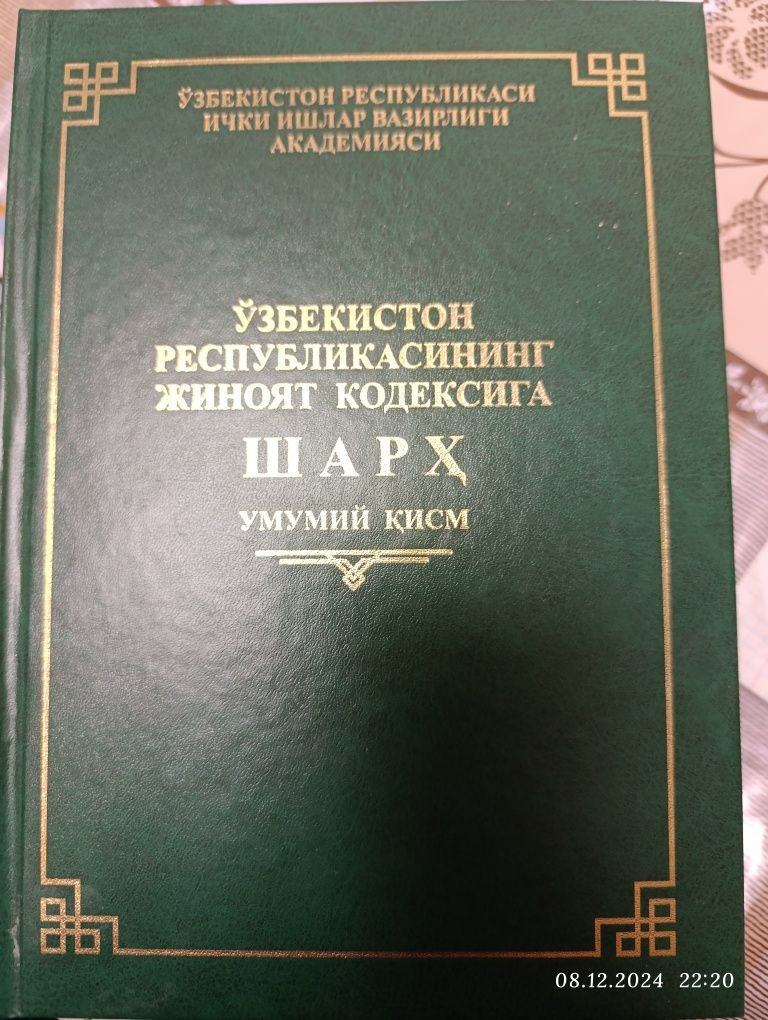 ЎЗБЕКИСТОН РЕСПУБЛИКАСИ
ИЧКИ ИШЛАР ВАЗИРЛИГИ
АКАДЕМИЯСИ
ЎЗБЕКИСТОН
РЕСПУБЛИКАСИНИНГ
ЖИНОЯТ КОДЕКСИГА
ШАРҲ
УМУМИЙ ҚИСМ
08.12.2024 22:20